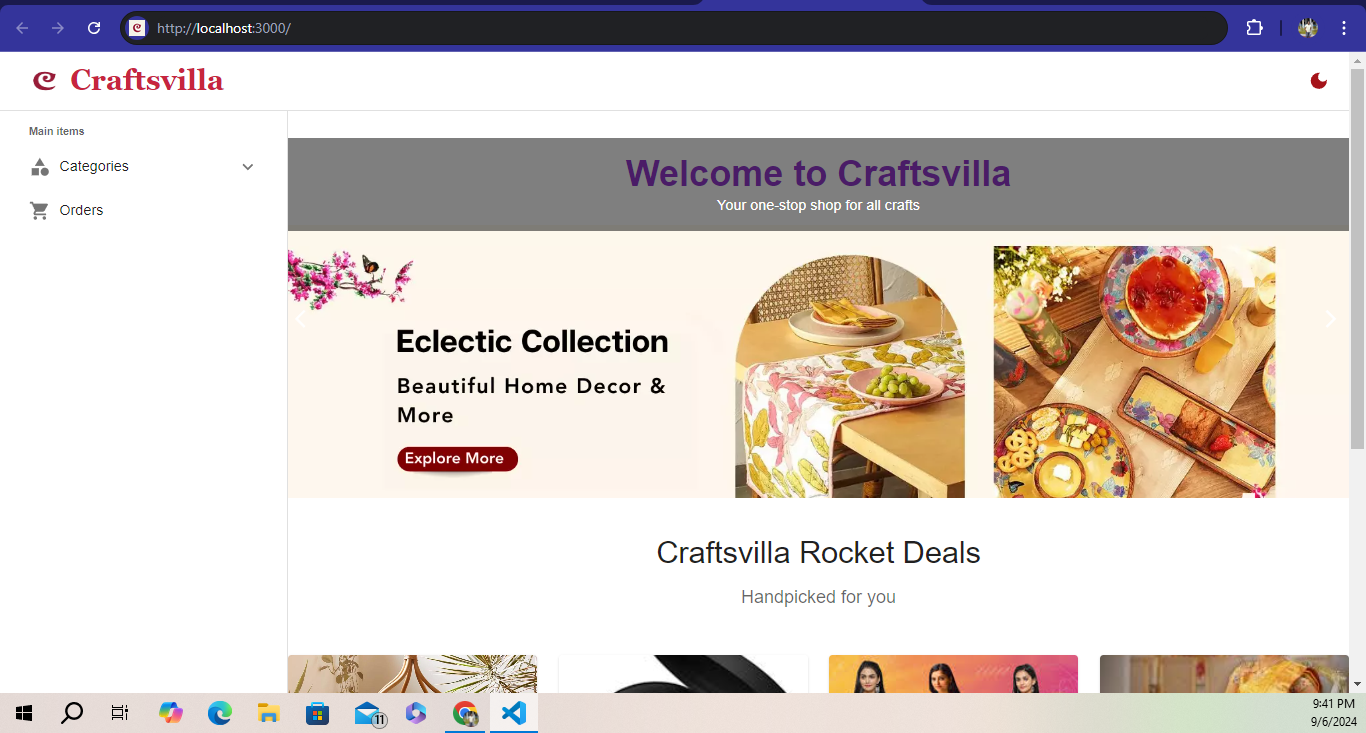 http://localhost:3000/
Craftsvilla
Main items
Categories
Orders
Welcome to Craftsvilla
Your one-stop shop for all crafts
Eclectic Collection
Beautiful Home Decor &
More
Explore More
Craftsvilla Rocket Deals
Handpicked for you
11
9:41 PM
9/6/2024